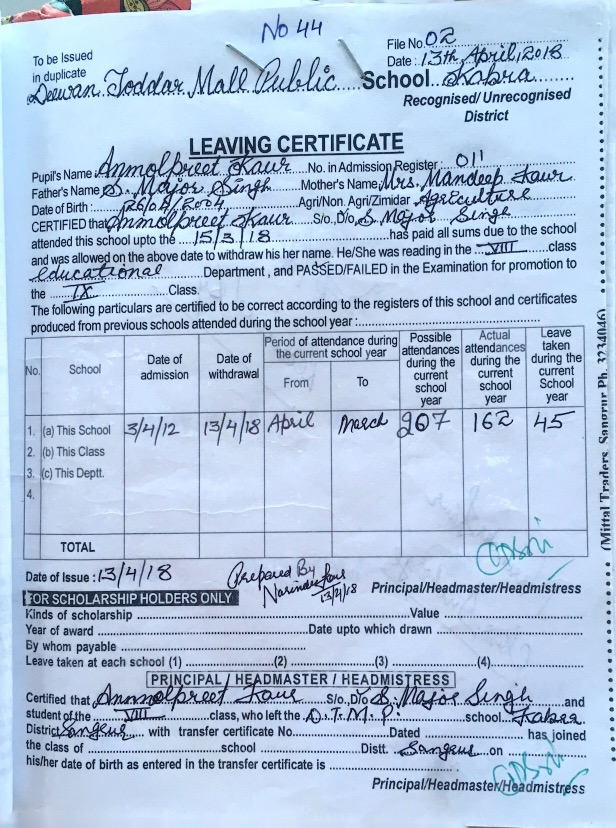 No 44
To be Issued in duplicate
File No. 02
Date : 13th, April, 2018
Deewan Toddar Mall Public School Kabra
Recognised/ Unrecognised
District
LEAVING CERTIFICATE
Pupil's Name Anmolpreet Kaur No. in Admission Register : 011
Father's Name S. Major Singh Mother's Name Mrs. Mandeep Kaur
Date of Birth : /2004 Agri/Non. Agri/Zimidar Agriculture
CERTIFIED that Anmolpreet Kaur S/o, D/o, S. Major Singh
attended this school upto the 15/3/18 has paid all sums due to the school
and was allowed on the above date to withdraw his her name. He/She was reading in the VIII class
educational Department , and PASSED/FAILED in the Examination for promotion to
the IX Class.
The following particulars are certified to be correct according to the registers of this school and certificates
produced from previous schools attended during the school year :
No. School Date of admission Date of withdrawal Period of attendance during the current school year From To Possible attendances during the current school year Actual attendances during the current school year Leave taken during the current School year
1. (a) This School 3/4/12 13/4/18 April March 207 162 45
2. (b) This Class
3. (c) This Deptt.
4.
TOTAL
Date of Issue : 13/4/18 Prepared By
13/4/18
Principal/Headmaster/Headmistress
FOR SCHOLARSHIP HOLDERS ONLY
Kinds of scholarship Value
Year of award Date upto which drawn
By whom payable
Leave taken at each school (1) (2) (3) (4)
PRINCIPAL / HEADMASTER / HEADMISTRESS
Certified that Anmolpreet Kaur S/o, D/o S. Major Singh and
student of the VIII class, who left the D.T.M.P. school. Kabra
District Sangrur with transfer certificate No. Dated has joined
the class of school Distt. Sangrur on
his/her date of birth as entered in the transfer certificate is
Principal/Master/Headmistress
(Mittal Traders, Sangrur Ph. 3234046)